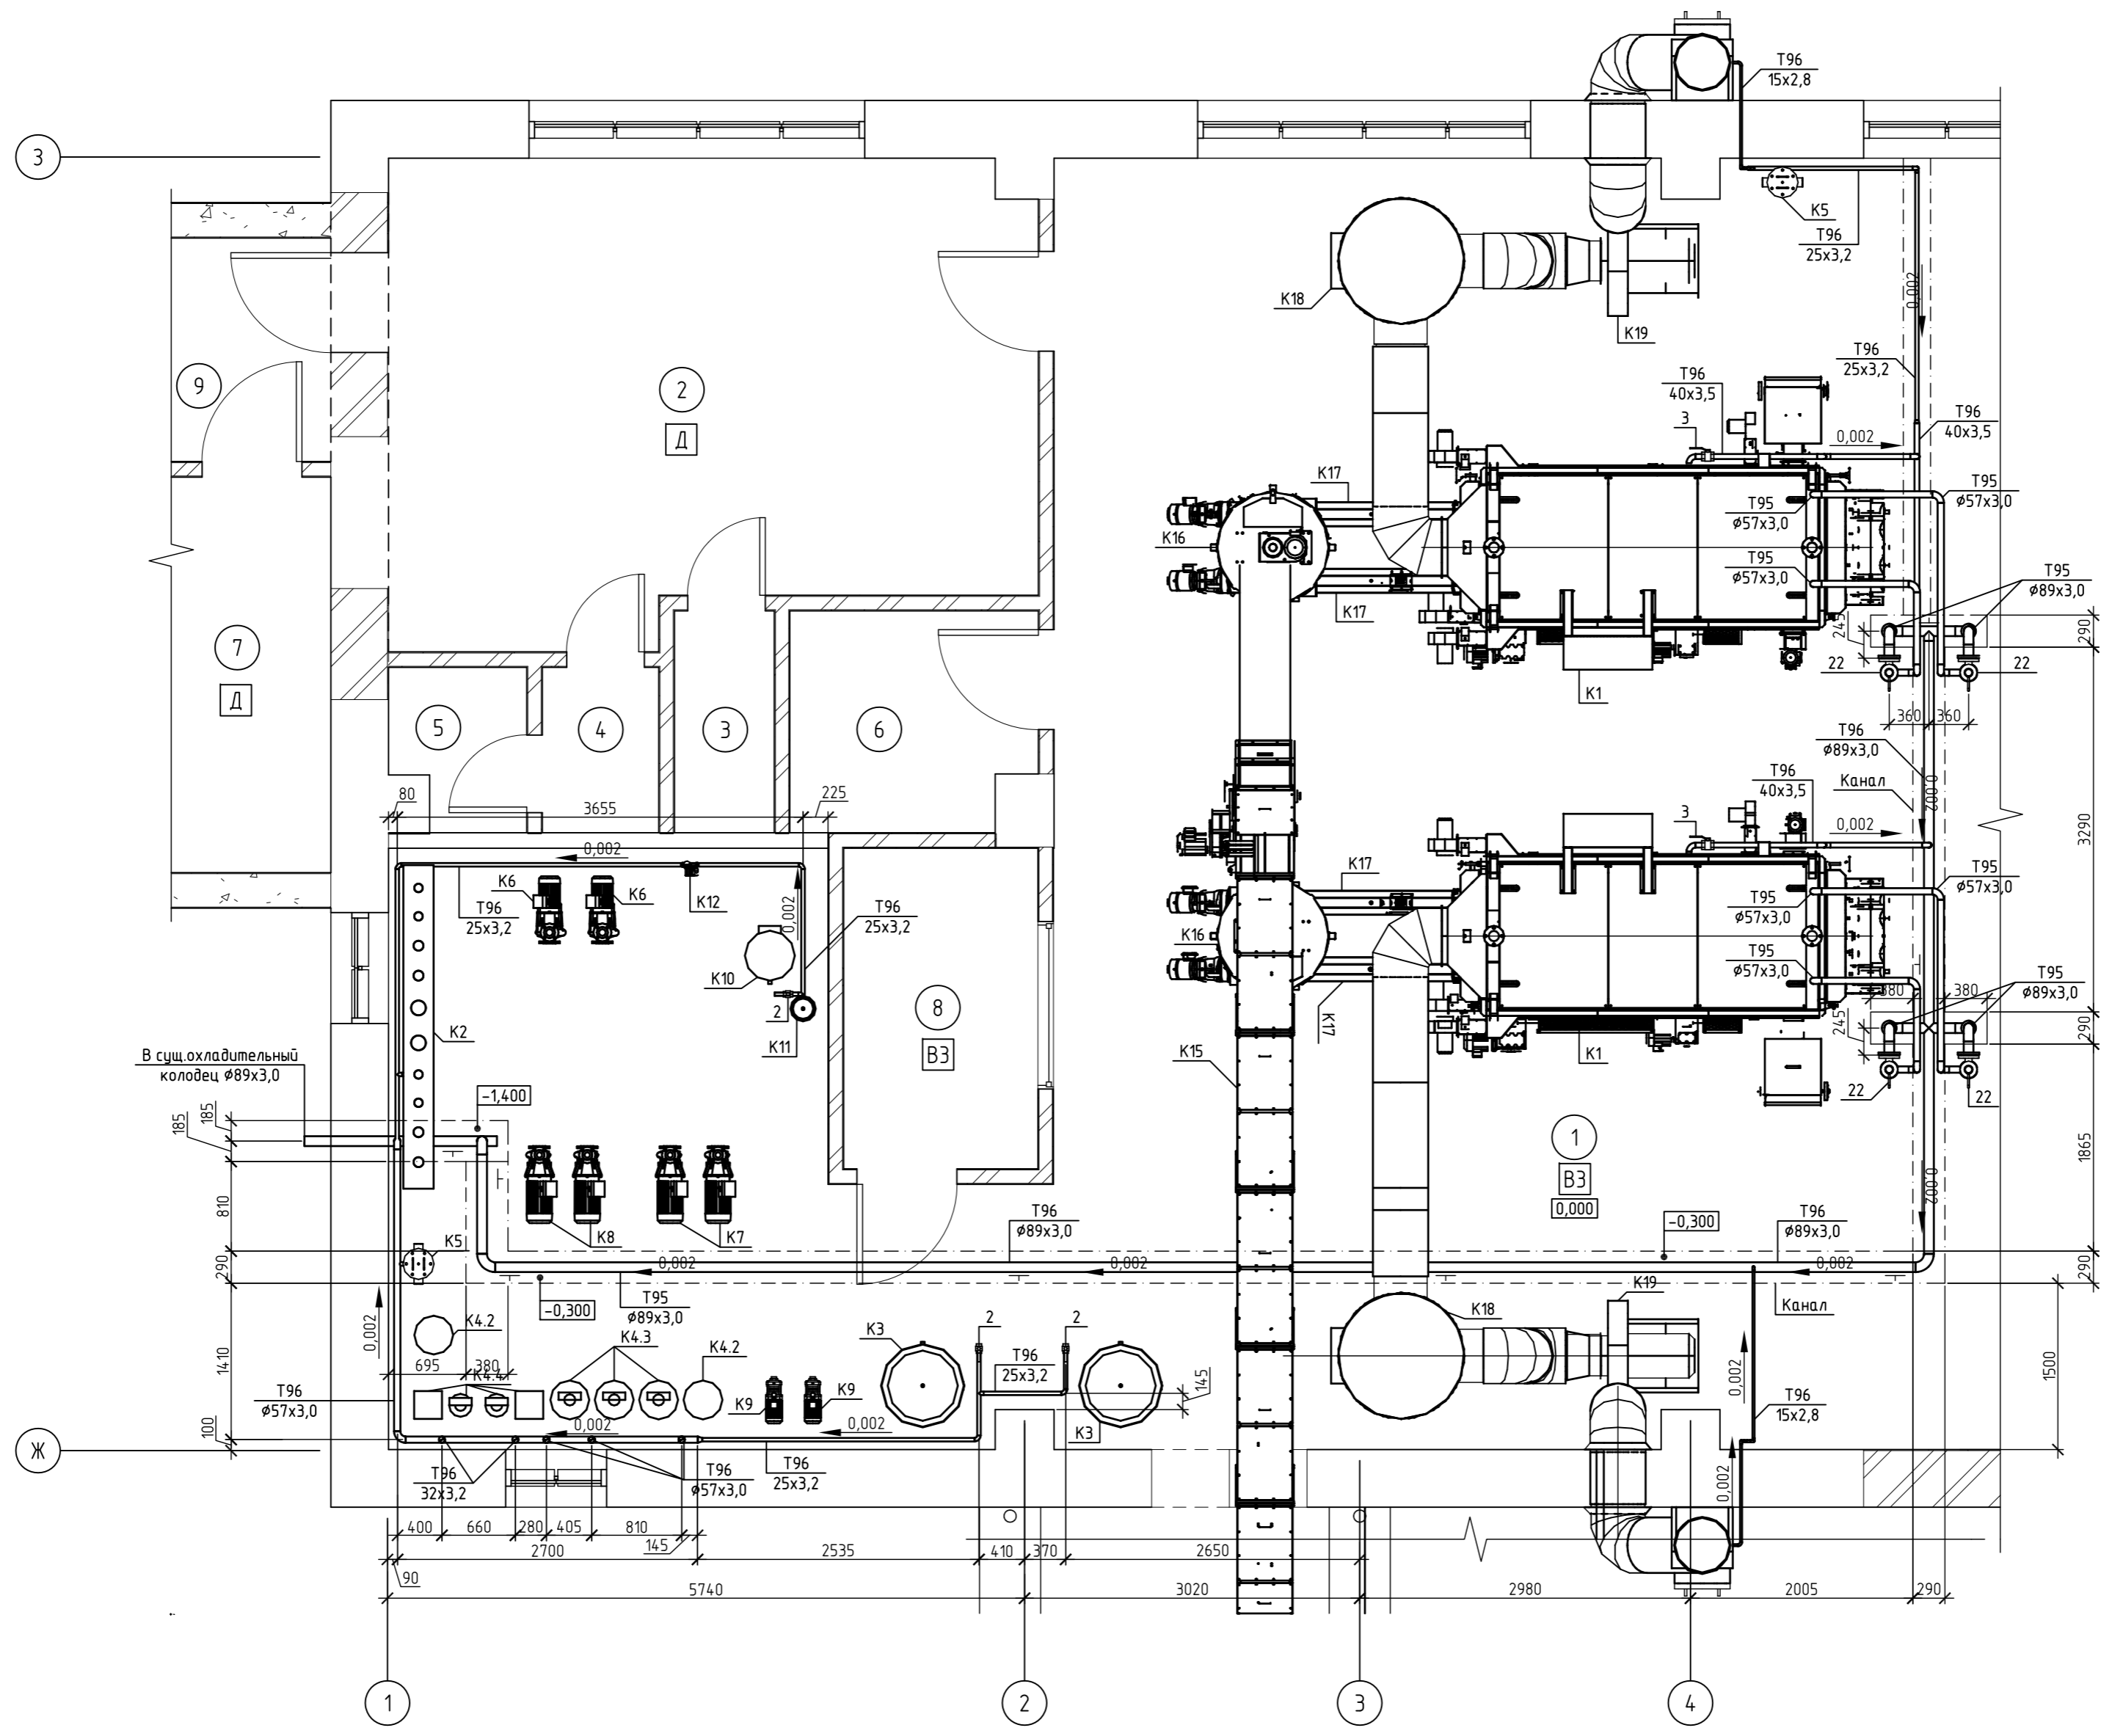 Т96
15х2,8
3
К5
Т96
25х3,2
0,002
К18
К19
Т96
25х3,2
9
2
Д
Т96
40х3,5
3
0,002
Т96
40х3,5
К17
Т95
ø57х3,0
Т95
ø57х3,0
К16
Т95
ø57х3,0
Т95
ø89х3,0
К17
245
290
7
Д
22
22
К1
5
4
3
6
360
360
Т96
ø89х3,0
0,002
Канал
Т96
40х3,5
80
3655
225
3
0,002
3290
0,002
К6
К6
К12
К17
Т95
ø57х3,0
Т95
ø57х3,0
Т96
25х3,2
0,002
Т96
25х3,2
К16
Т95
ø57х3,0
К10
Т95
ø89х3,0
380
380
2
8
В3
К17
245
290
К2
К11
К15
К1
В сущ.охладительный
колодец ø89х3,0
22
22
-1,400
185
185
1
В3
0,000
1865
810
0,002
Т96
ø89х3,0
-0,300
Т96
ø89х3,0
К8
К7
К5
290
0,002
0,002
0,002
290
-0,300
Т95
ø89х3,0
К19
Канал
К18
0,002
К4.2
К4.3
К4.2
К3
2
2
1410
695
380
К4.4
Т96
25х3,2
145
0,002
1500
Т96
ø57х3,0
К9
К9
Т96
15х2,8
100
0,002
0,002
К3
Ж
Т96
32х3,2
Т96
ø57х3,0
Т96
25х3,2
0,002
400
660
280
405
810
145
2700
2535
410
370
2650
90
5740
3020
2980
2005
290
1
2
3
4